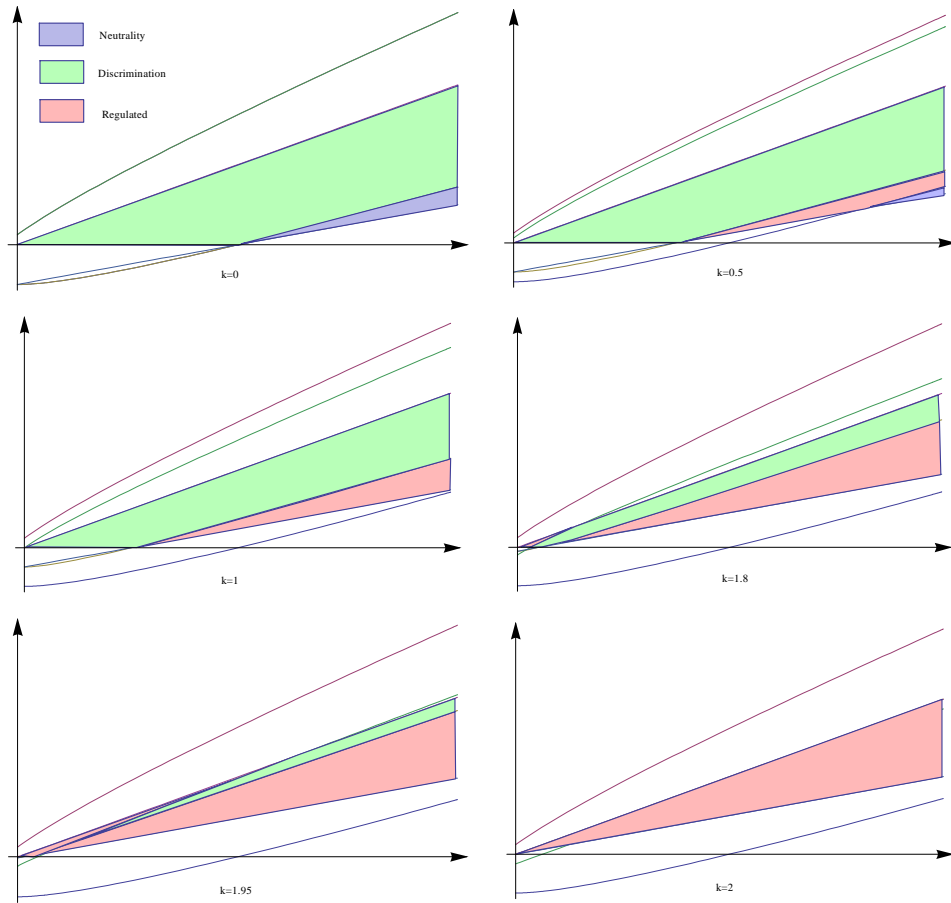 Neutrality
Discrimination
Regulated
k=0
k=0.5
k=1
k=1.8
k=1.95
k=2